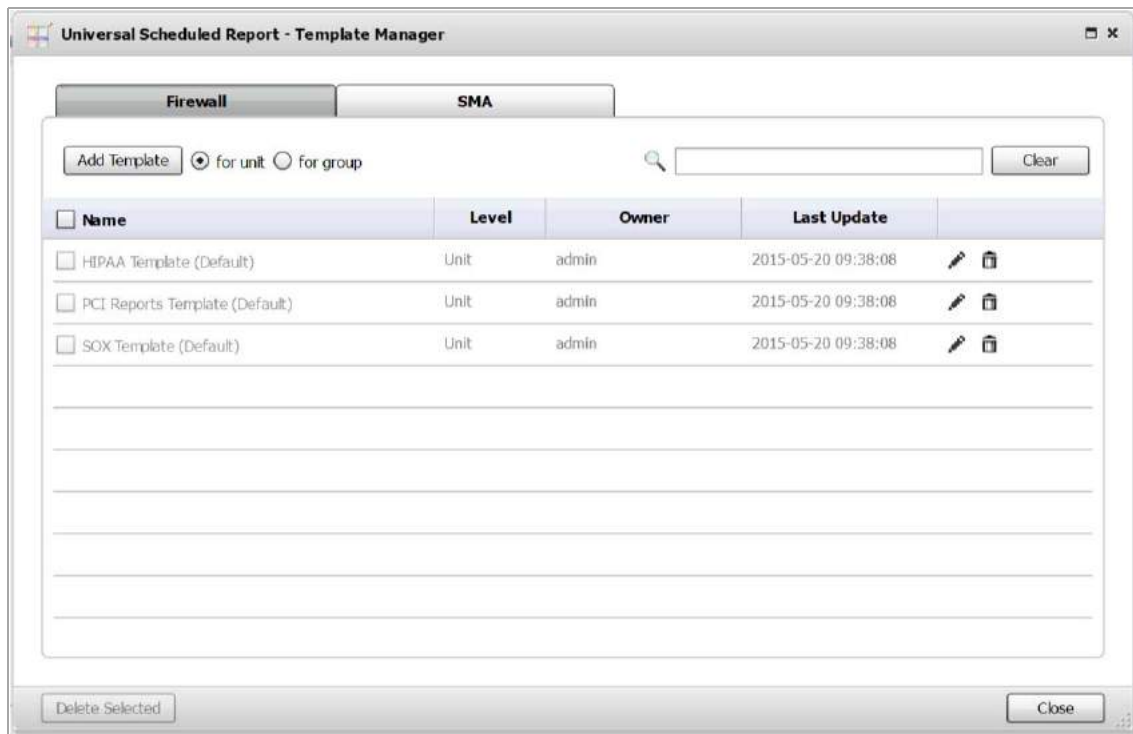 Universal Scheduled Report - Template Manager
Firewall SMA
Add Template for unit for group Clear
Name Level Owner Last Update
HIPAA Template (Default) Unit admin 2015-05-20 09:38:08
PCI Reports Template (Default) Unit admin 2015-05-20 09:38:08
SOX Template (Default) Unit admin 2015-05-20 09:38:08
Delete Selected Close